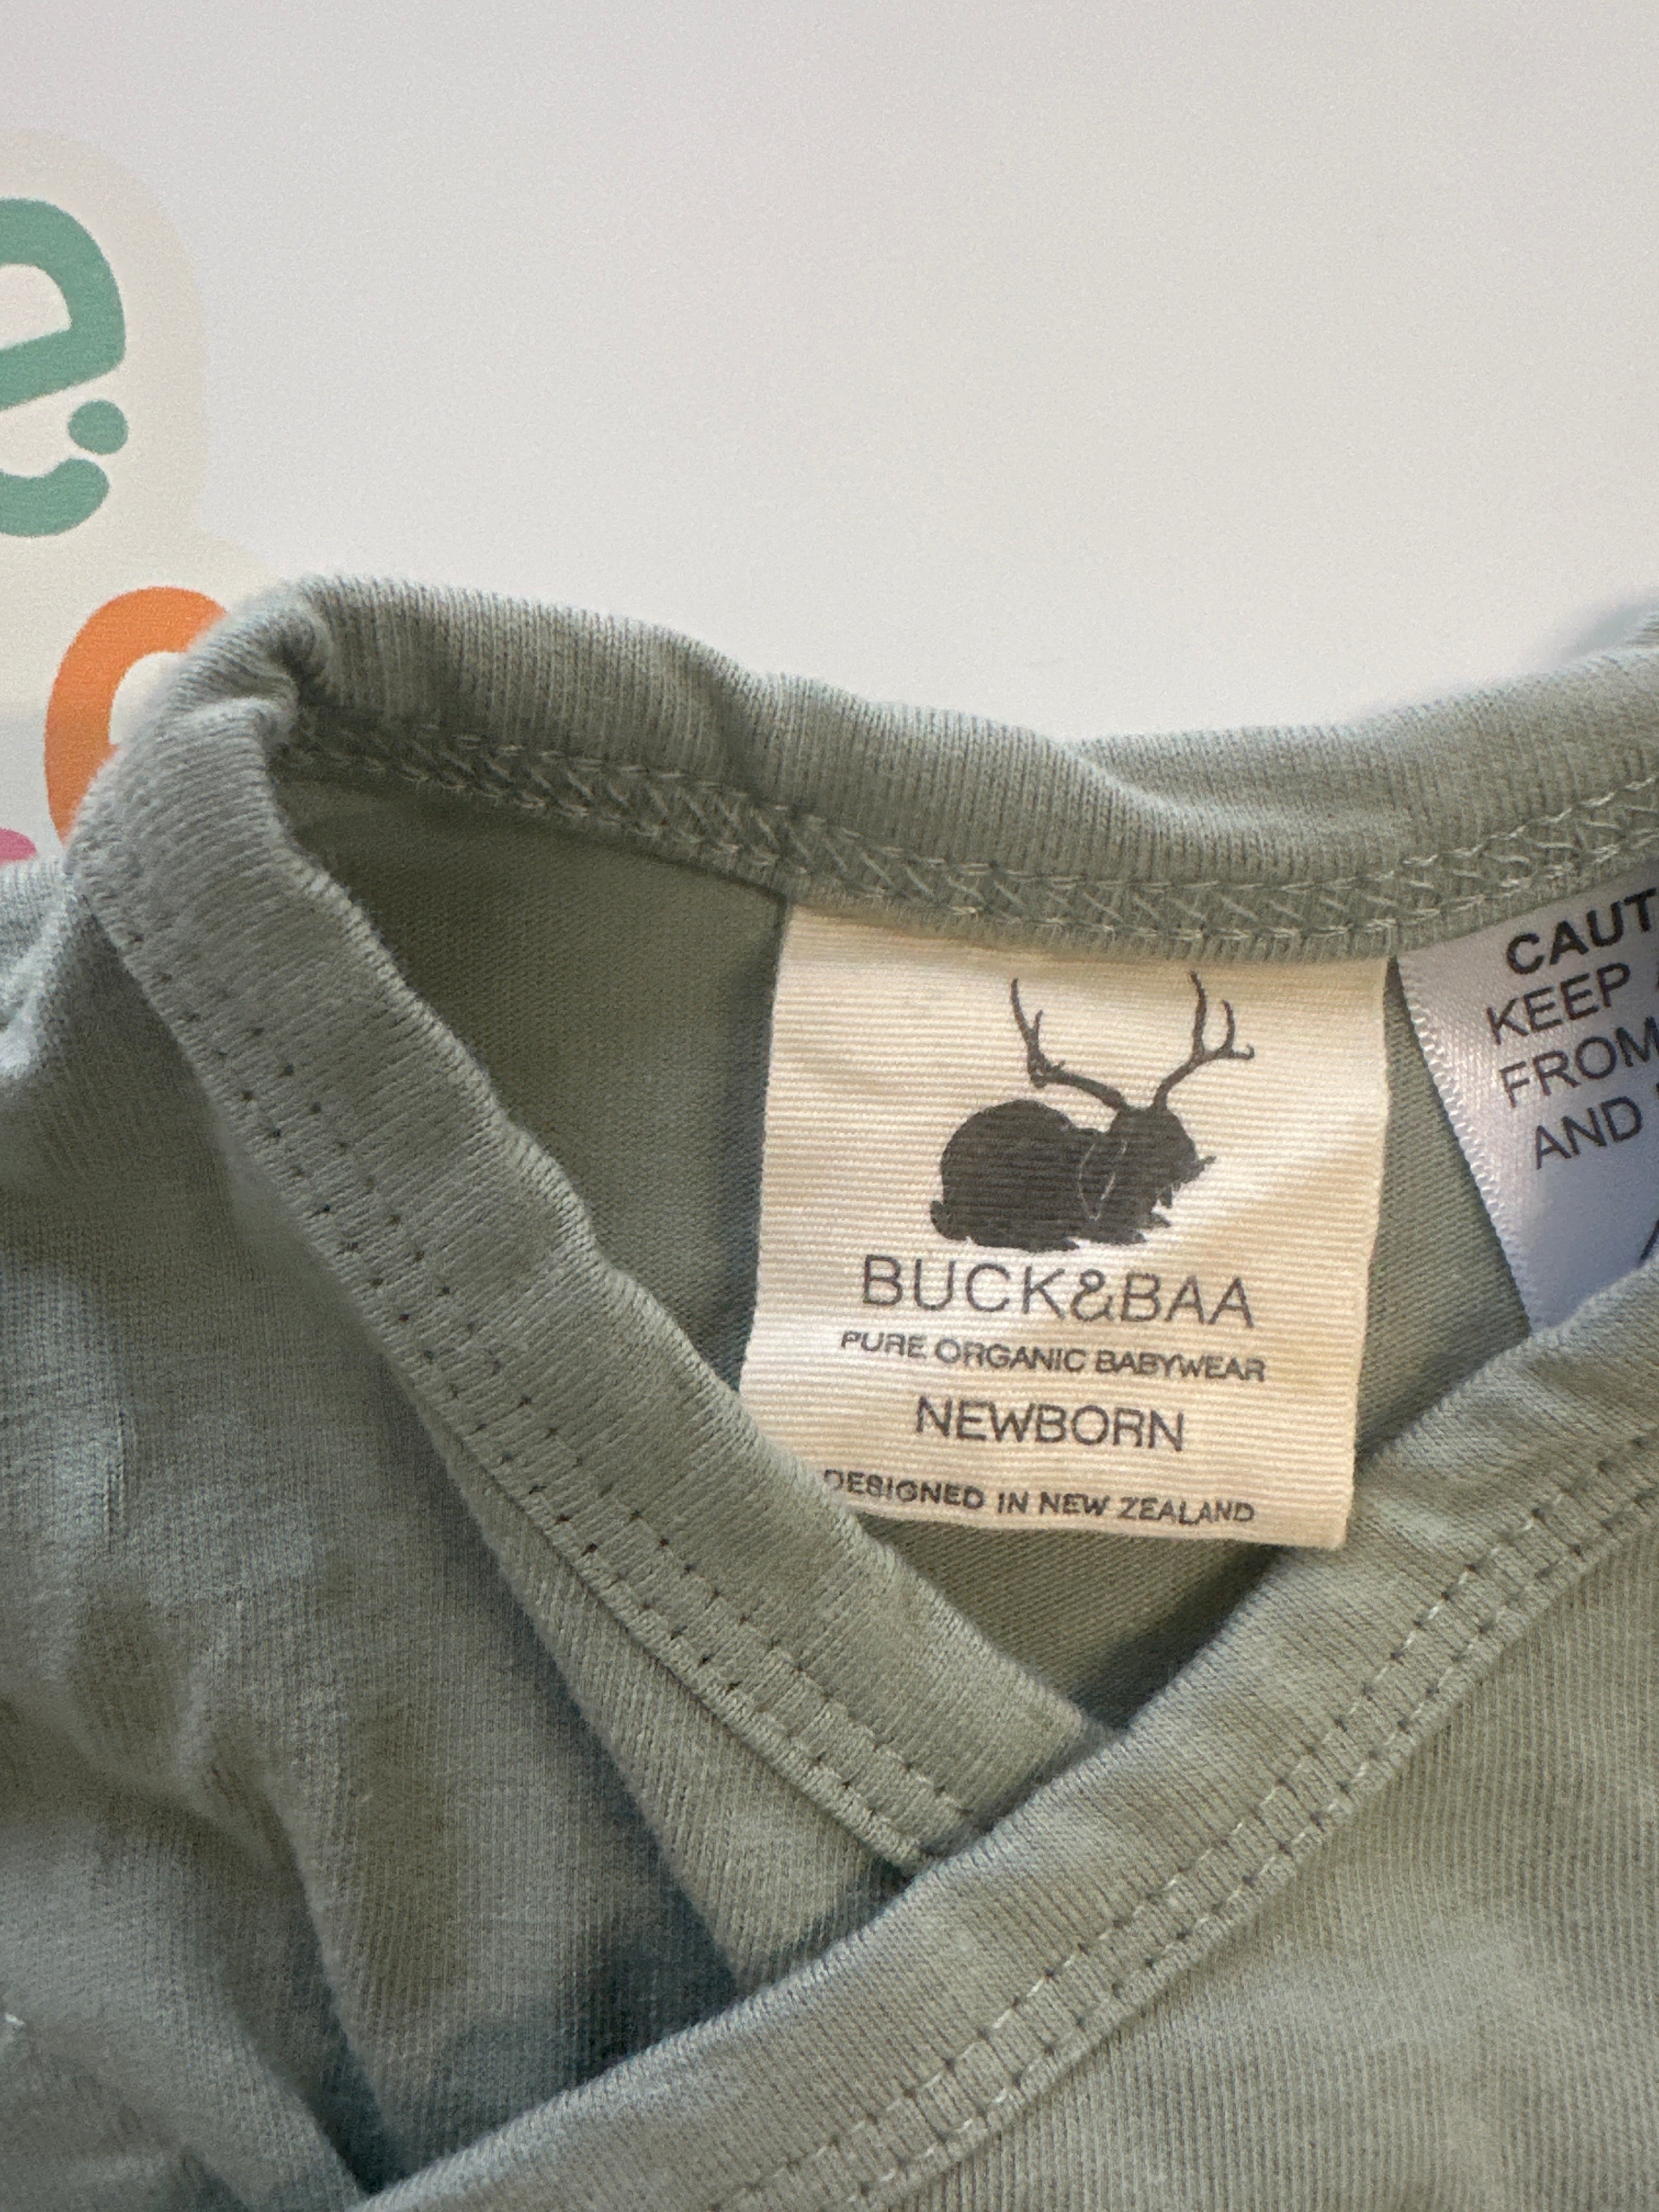 BUCK&BAA
PURE ORGANIC BABYWEAR
NEWBORN
DESIGNED IN NEW ZEALAND
KEEP
FROM
AND